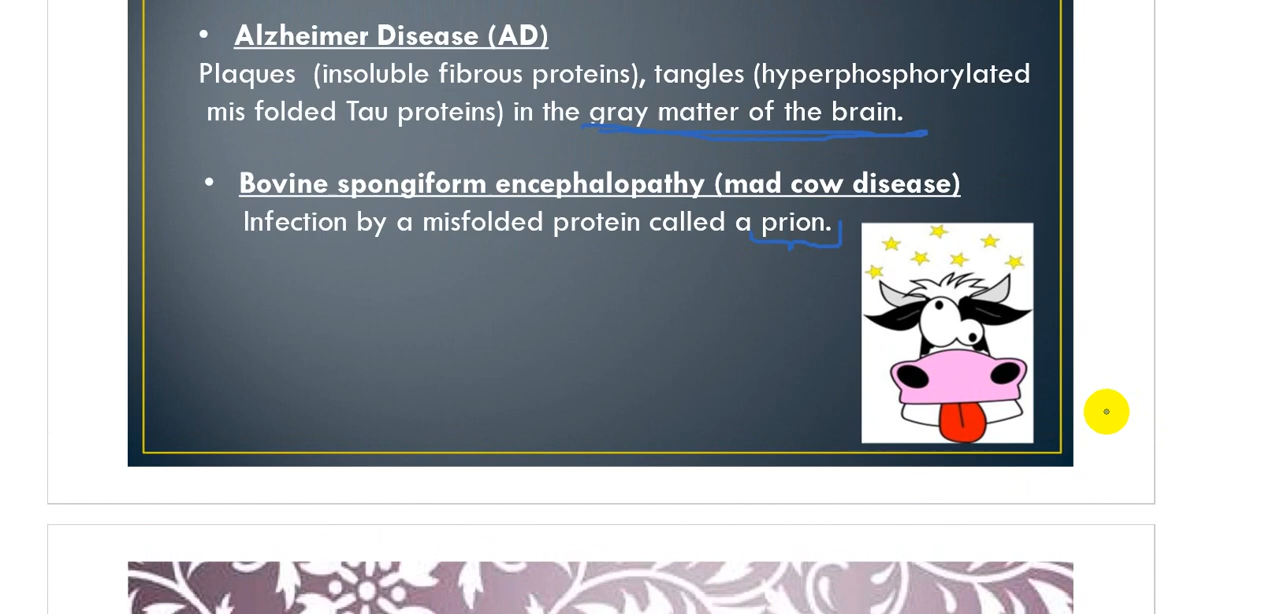 • Alzheimer Disease (AD)
Plaques (insoluble fibrous proteins), tangles (hyperphosphorylated
mis folded Tau proteins) in the gray matter of the brain.
• Bovine spongiform encephalopathy (mad cow disease)
Infection by a misfolded protein called a prion.